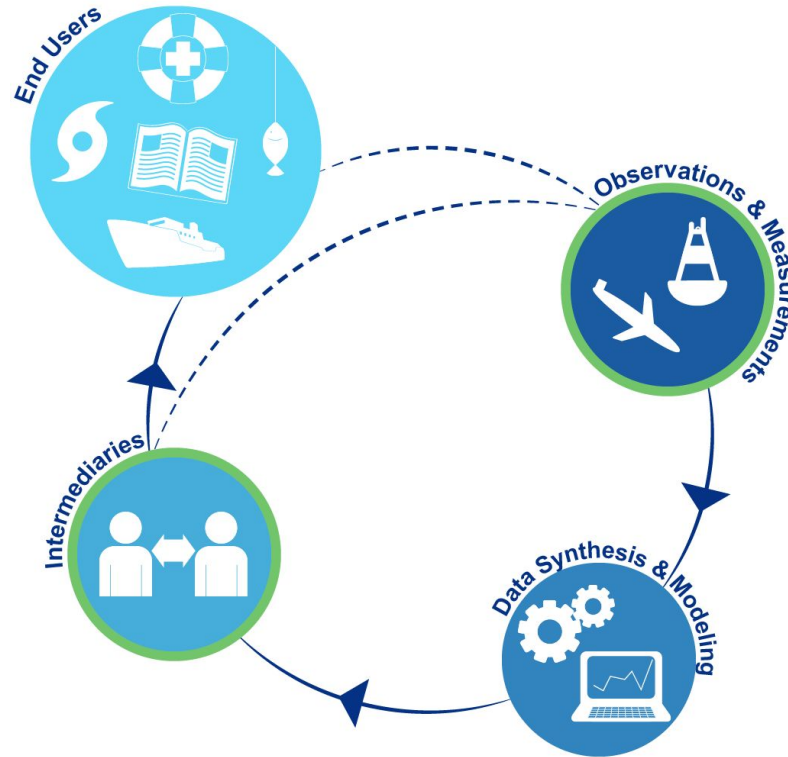 End Users
Observations & Measurements
Intermediaries
Data Synthesis & Modeling